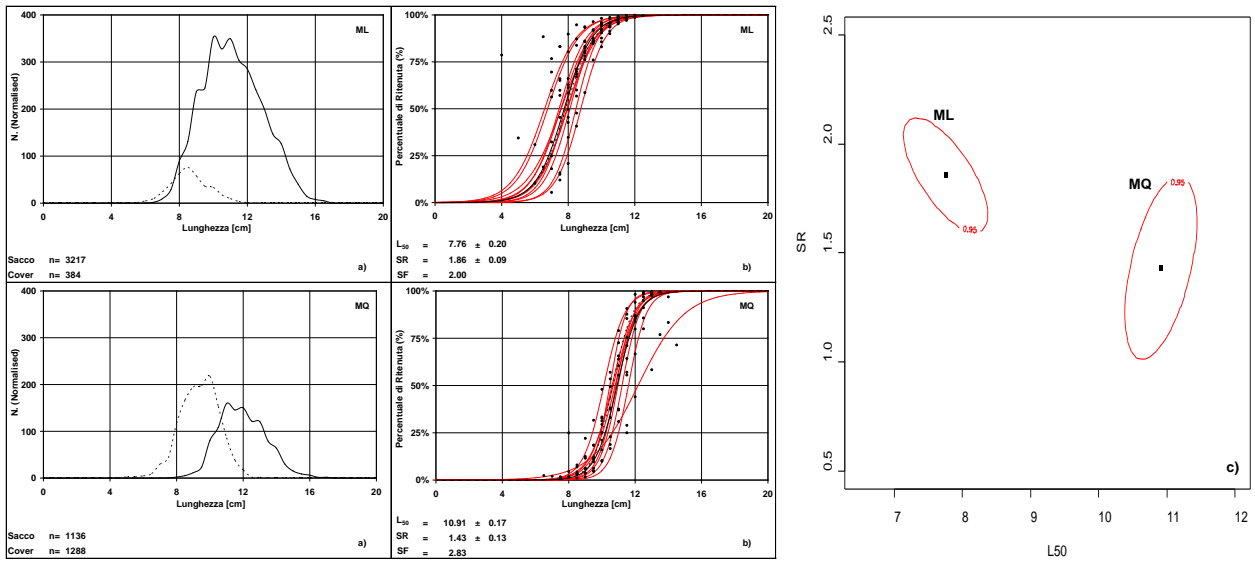 400
300
200
100
0
N. (Normalised)
ML
0 4 8 12 16 20
Lunghezza [cm]
Sacco n= 3217
Cover n= 384
a)
100%
75%
50%
25%
0%
Percentuale di Ritenuta (%)
ML
0 4 8 12 16 20
Lunghezza [cm]
L₅₀ = 7.76 ± 0.20
SR = 1.86 ± 0.09
SF = 2.00
b)
400
300
200
100
0
N. (Normalised)
MQ
0 4 8 12 16 20
Lunghezza [cm]
Sacco n= 1136
Cover n= 1288
a)
100%
75%
50%
25%
0%
Percentuale di Ritenuta (%)
MQ
0 4 8 12 16 20
Lunghezza [cm]
L₅₀ = 10.91 ± 0.17
SR = 1.43 ± 0.13
SF = 2.83
b)
2.5
2.0
1.5
1.0
0.5
SR
ML
0.95
MQ
0.95
c)
7 8 9 10 11 12
L50